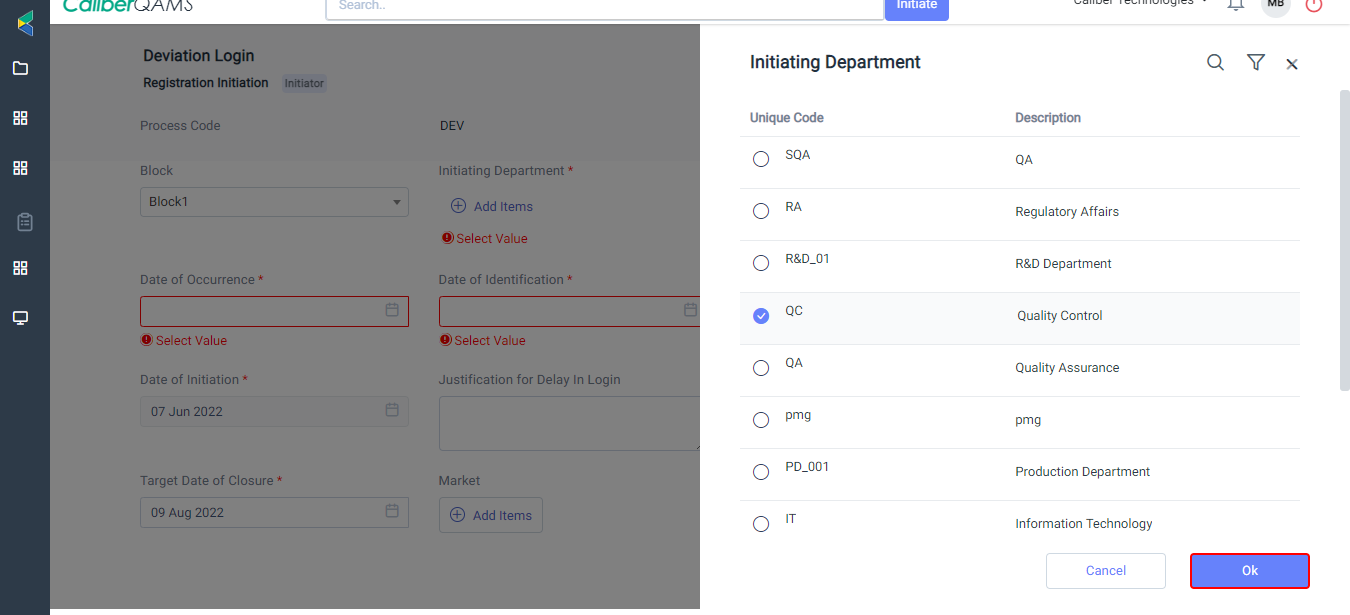 CaliberQAMS
Search..
Initiate
Caliber Technologies
MB
Deviation Login
Registration Initiation Initiator
Process Code DEV
Block
Block1
Initiating Department *
Add Items
Select Value
Date of Occurrence *
Select Value
Date of Identification *
Select Value
Date of Initiation *
07 Jun 2022
Justification for Delay In Login
Target Date of Closure *
09 Aug 2022
Market
Add Items
Initiating Department
Unique Code Description
SQA QA
RA Regulatory Affairs
R&D_01 R&D Department
QC Quality Control
QA Quality Assurance
pmg pmg
PD_001 Production Department
IT Information Technology
Cancel Ok